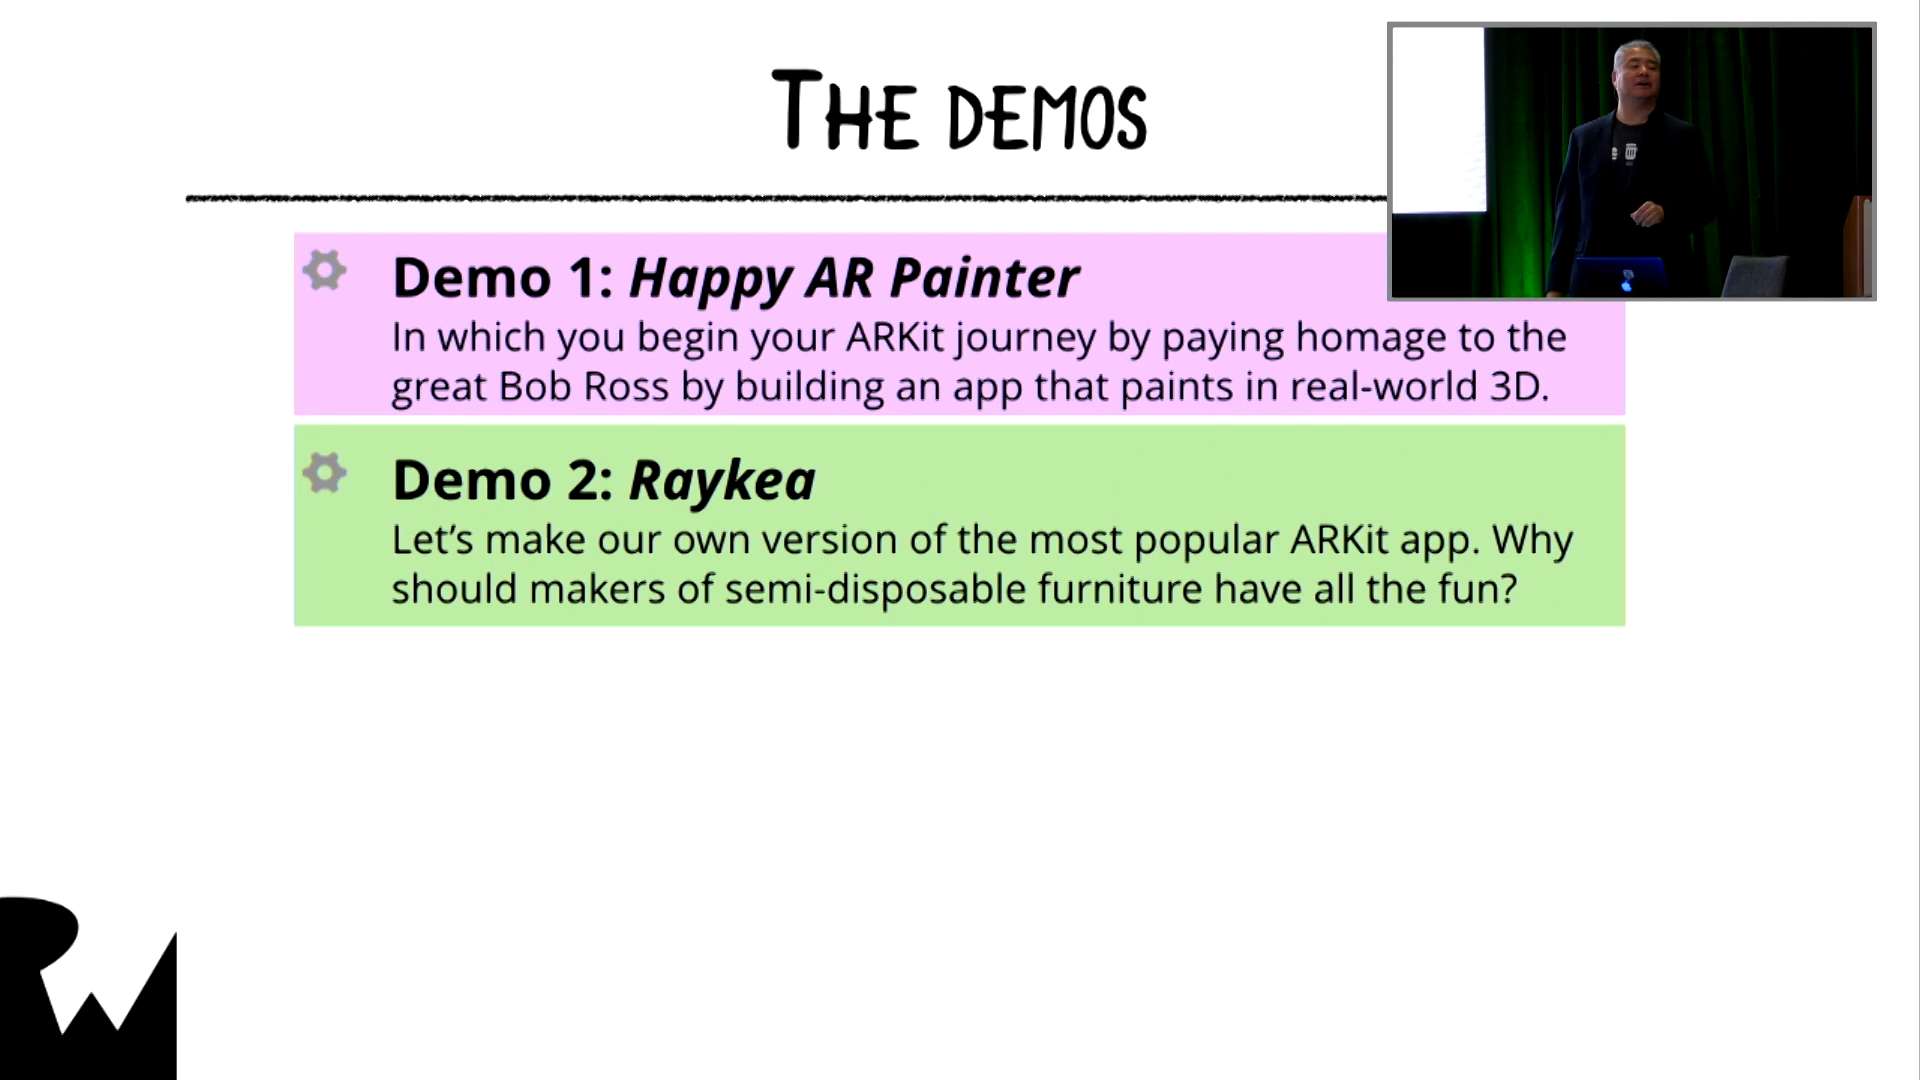 The demos
Demo 1: Happy AR Painter
In which you begin your ARKit journey by paying homage to the
great Bob Ross by building an app that paints in real-world 3D.
Demo 2: Raykea
Let's make our own version of the most popular ARKit app. Why
should makers of semi-disposable furniture have all the fun?
RW